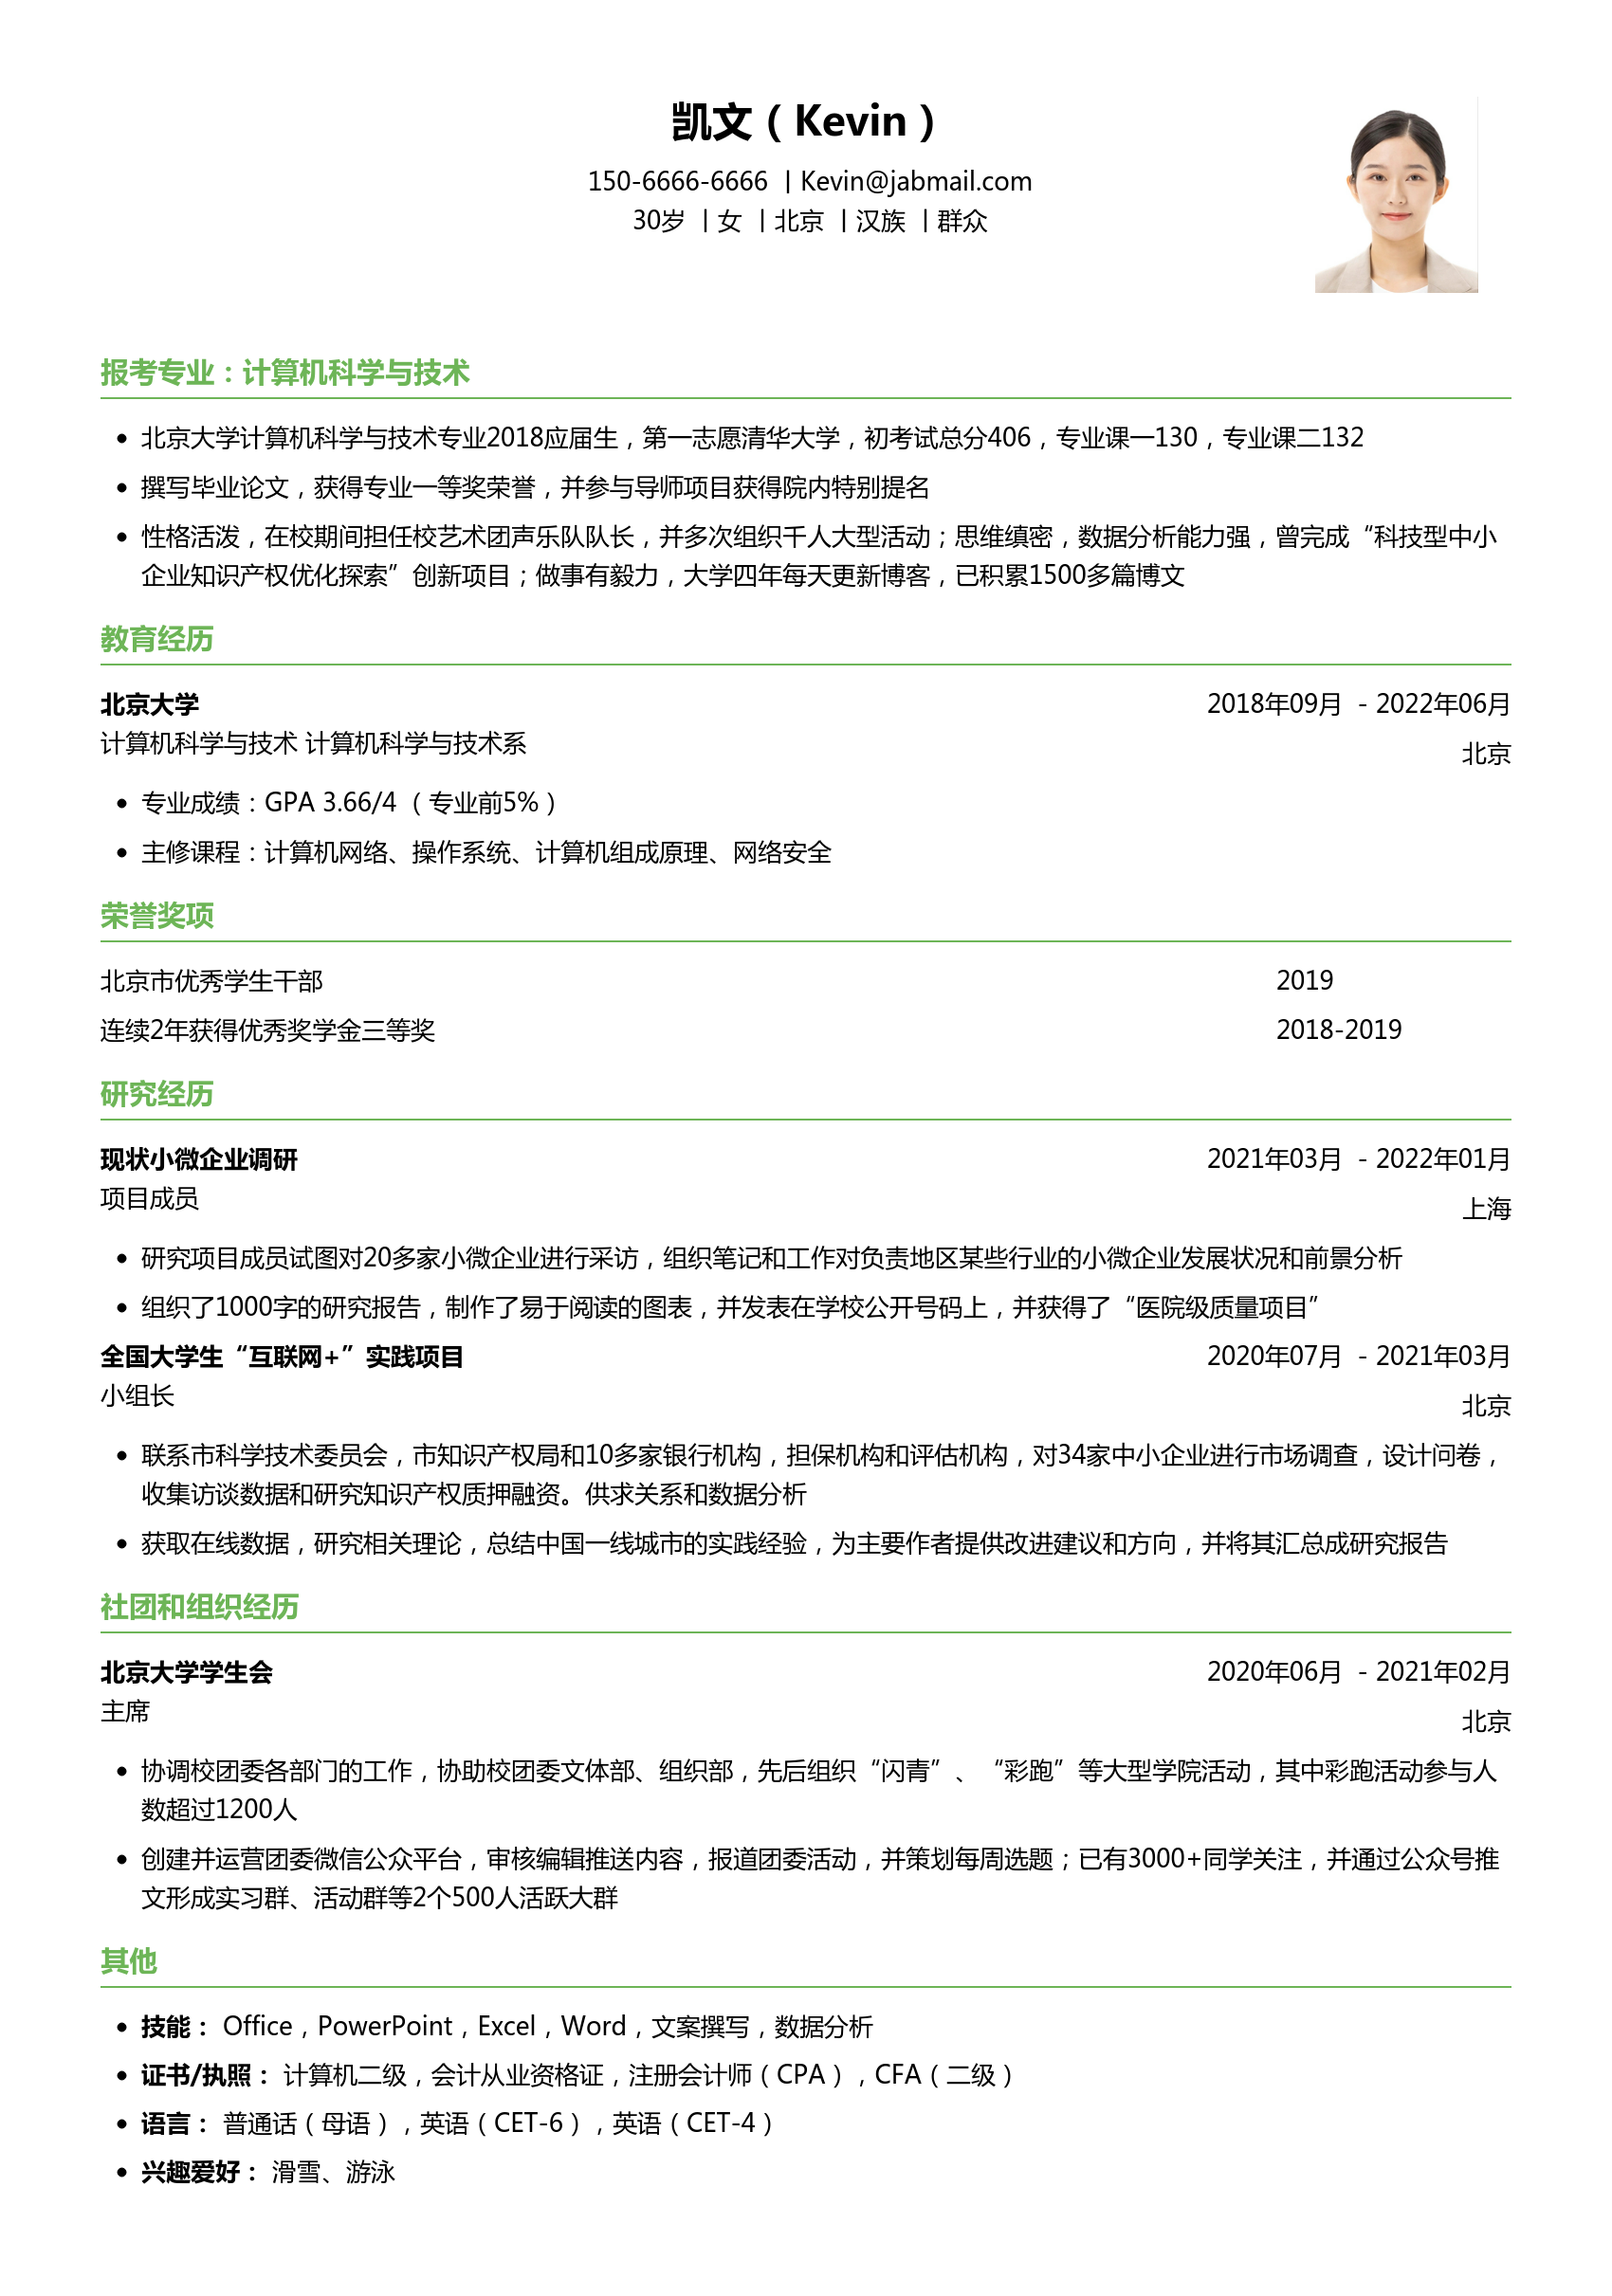 凯文（Kevin）
150-6666-6666 | Kevin@jabmail.com
30岁 | 女 | 北京 | 汉族 | 群众
报考专业：计算机科学与技术
• 北京大学计算机科学与技术专业2018应届生，第一志愿清华大学，初考试总分406，专业课一130，专业课二132
• 撰写毕业论文，获得专业一等奖荣誉，并参与导师项目获得院内特别提名
• 性格活泼，在校期间担任校艺术团声乐队队长，并多次组织千人大型活动；思维缜密，数据分析能力强，曾完成“科技型中小
企业知识产权优化探索”创新项目；做事有毅力，大学四年每天更新博客，已积累1500多篇博文
教育经历
北京大学 2018年09月 - 2022年06月
计算机科学与技术 计算机科学与技术系 北京
• 专业成绩：GPA 3.66/4 （专业前5%）
• 主修课程：计算机网络、操作系统、计算机组成原理、网络安全
荣誉奖项
北京市优秀学生干部 2019
连续2年获得优秀奖学金三等奖 2018-2019
研究经历
现状小微企业调研 2021年03月 - 2022年01月
项目成员 上海
• 研究项目成员试图对20多家小微企业进行采访，组织笔记和工作对负责地区某些行业的小微企业发展状况和前景分析
• 组织了1000字的研究报告，制作了易于阅读的图表，并发表在学校公开号码上，并获得了“医院级质量项目”
全国大学生“互联网+”实践项目 2020年07月 - 2021年03月
小组长 北京
• 联系市科学技术委员会，市知识产权局和10多家银行机构，担保机构和评估机构，对34家中小企业进行市场调查，设计问卷，
收集访谈数据和研究知识产权质押融资。供求关系和数据分析
• 获取在线数据，研究相关理论，总结中国一线城市的实践经验，为主要作者提供改进建议和方向，并将其汇总成研究报告
社团和组织经历
北京大学学生会 2020年06月 - 2021年02月
主席 北京
• 协调校团委各部门的工作，协助校团委文体部、组织部，先后组织“闪青”、“彩跑”等大型学院活动，其中彩跑活动参与人
数超过1200人
• 创建并运营团委微信公众平台，审核编辑推送内容，报道团委活动，并策划每周选题；已有3000+同学关注，并通过公众号推
文形成实习群、活动群等2个500人活跃大群
其他
• 技能： Office，PowerPoint，Excel，Word，文案撰写，数据分析
• 证书/执照： 计算机二级，会计从业资格证，注册会计师（CPA），CFA（二级）
• 语言： 普通话（母语），英语（CET-6），英语（CET-4）
• 兴趣爱好： 滑雪、游泳